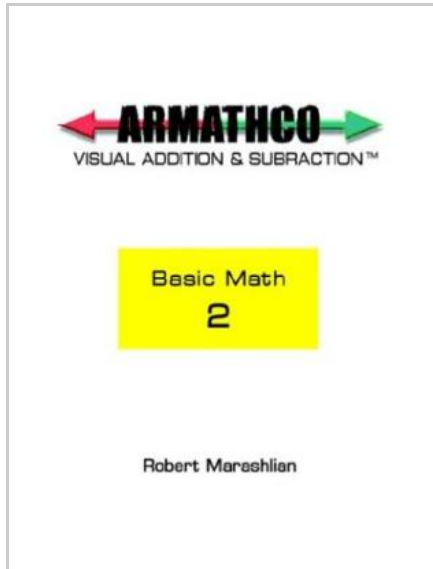 ARMATHCO
VISUAL ADDITION & SUBRACTION™
Basic Math
2
Robert Marashlian